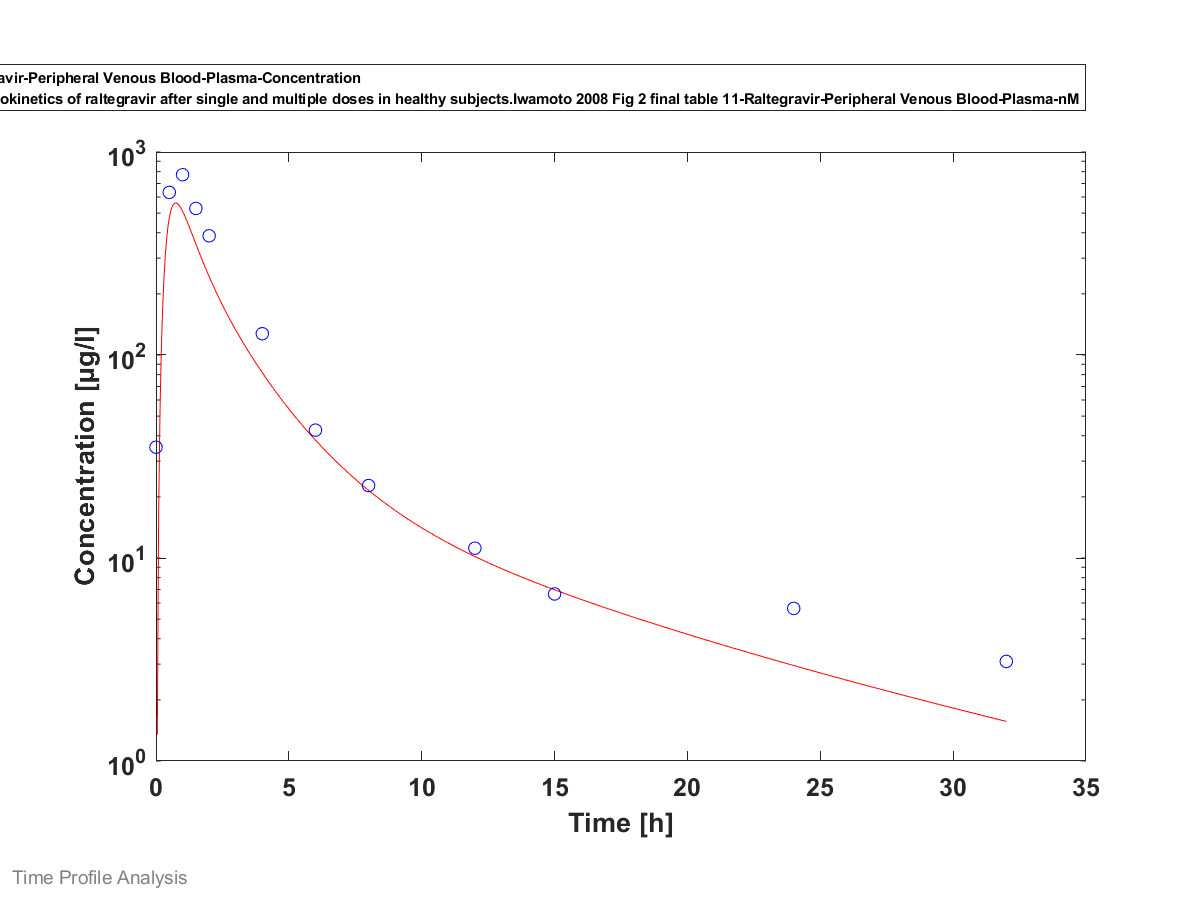 avir-Peripheral Venous Blood-Plasma-Concentration
okinetics of raltegravir after single and multiple doses in healthy subjects.Iwamoto 2008 Fig 2 final table 11-Raltegravir-Peripheral Venous Blood-Plasma-nM
10^3
10^2
10^1
10^0
Concentration [µg/l]
0 5 10 15 20 25 30 35
Time [h]
Time Profile Analysis